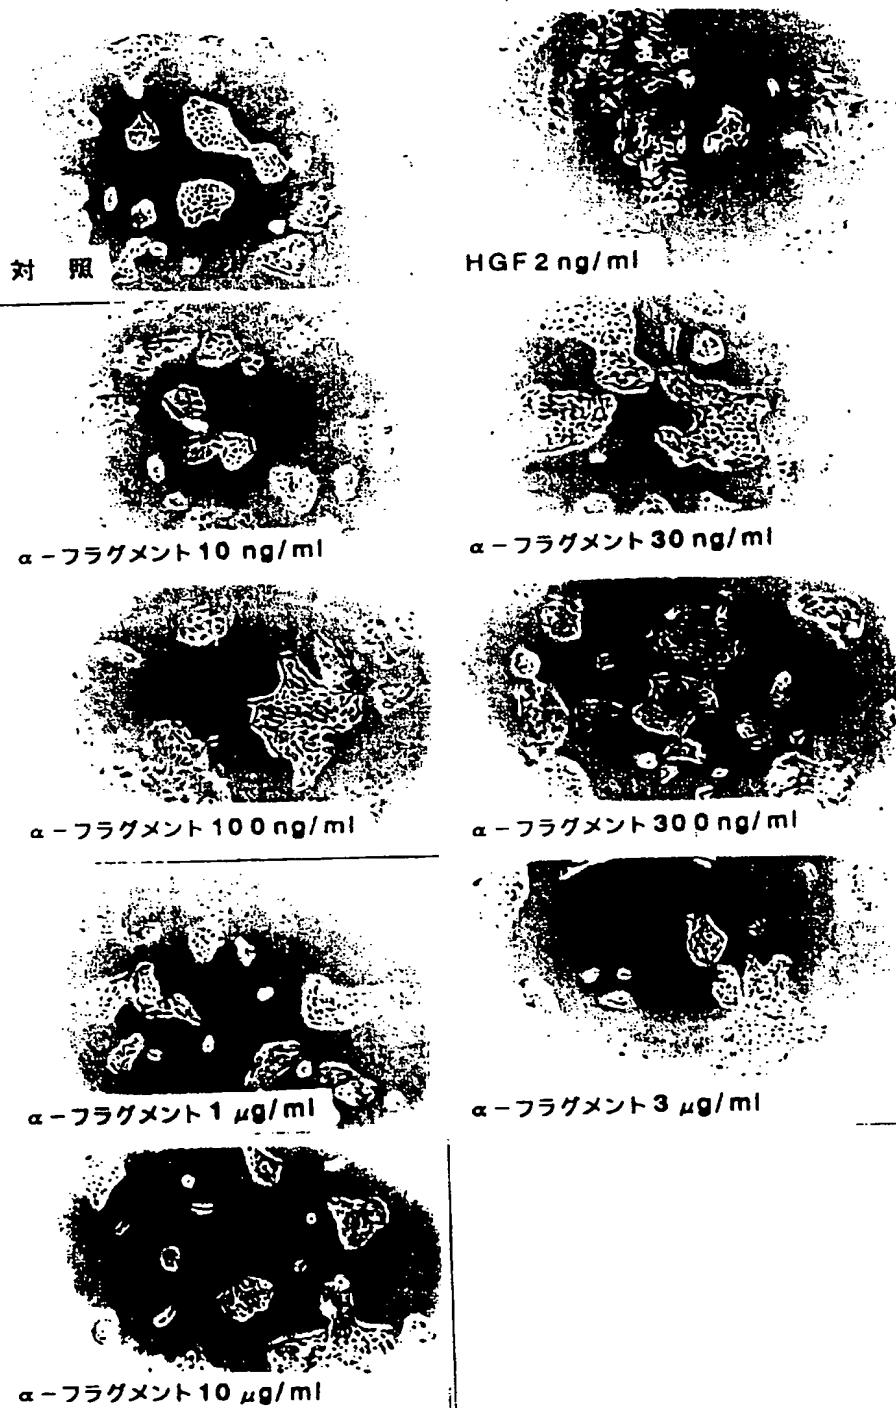 対 照
HGF 2 ng/ml
α-フラグメント 10 ng/ml
α-フラグメント 30 ng/ml
α-フラグメント 100 ng/ml
α-フラグメント 300 ng/ml
α-フラグメント 1 μg/ml
α-フラグメント 3 μg/ml
α-フラグメント 10 μg/ml